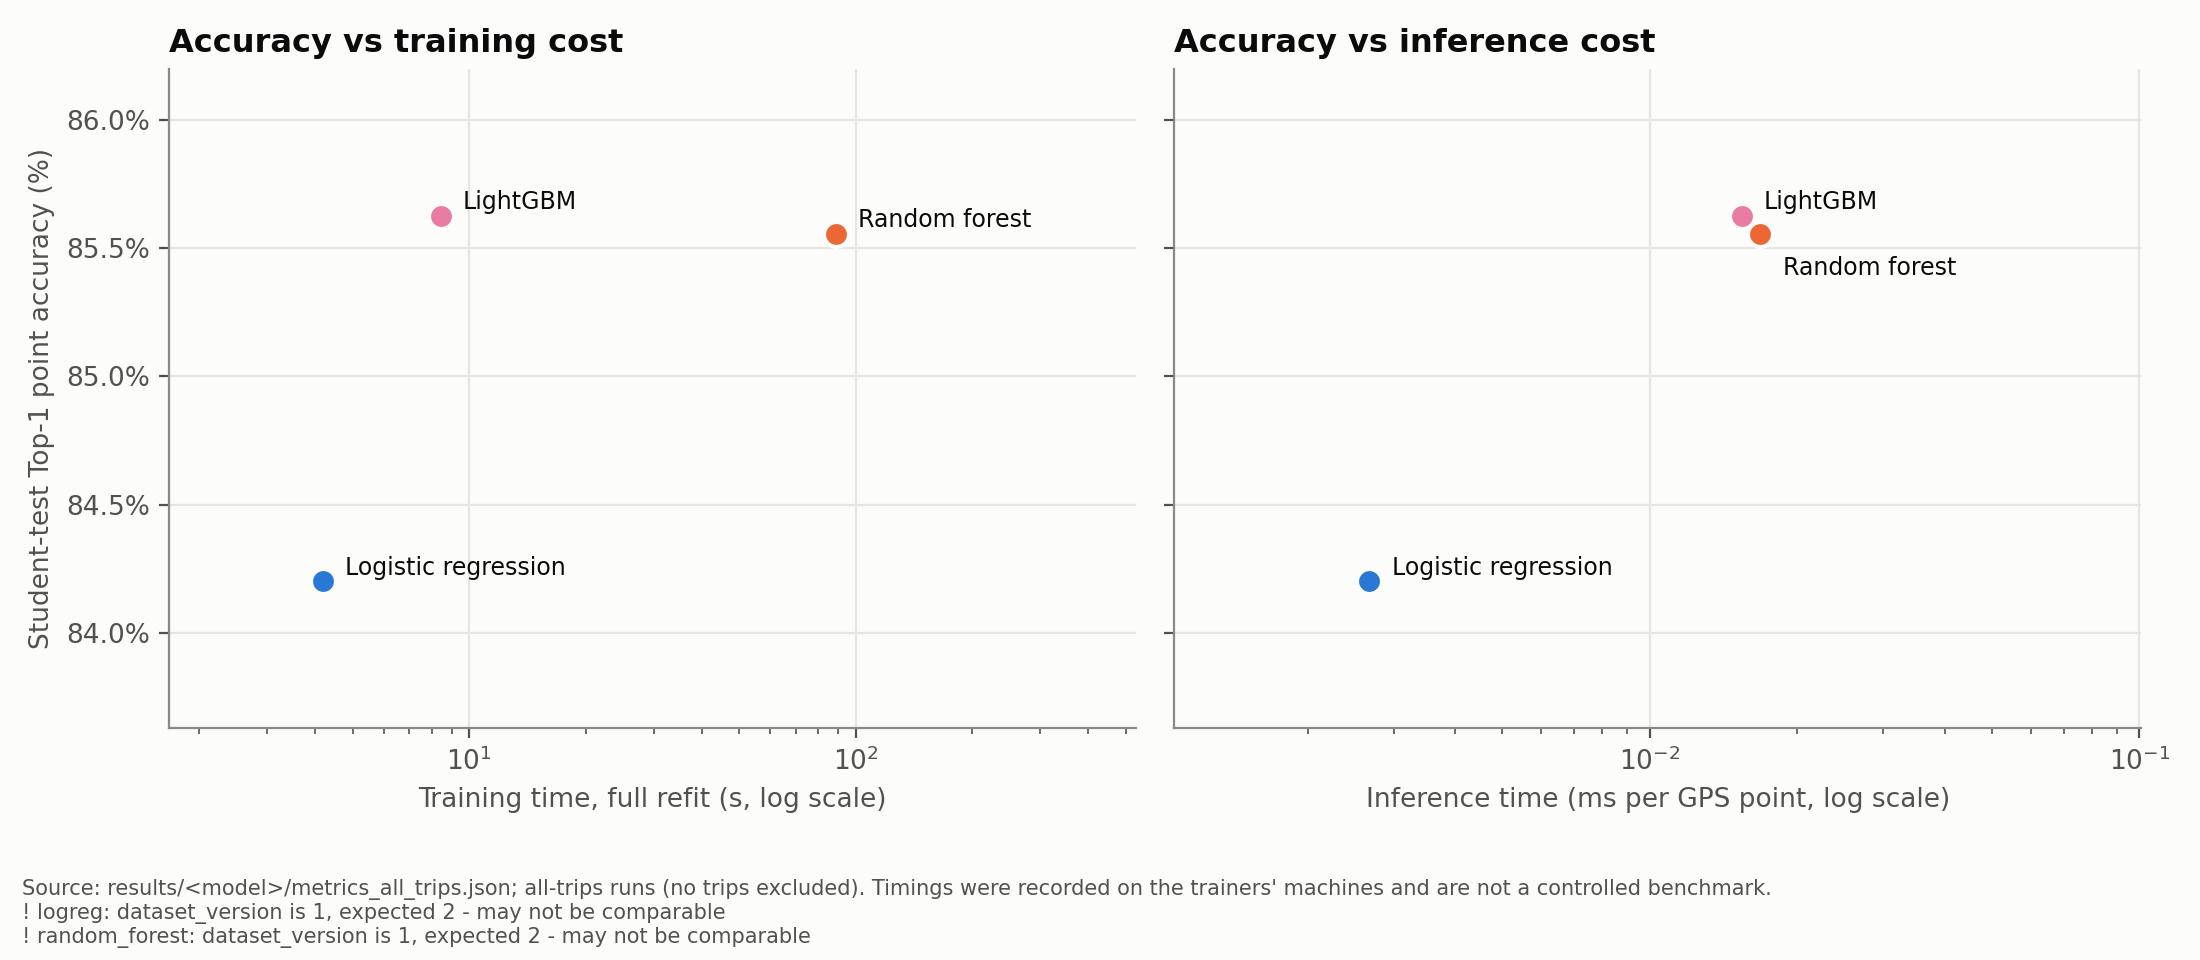 Accuracy vs training cost
Accuracy vs inference cost
Student-test Top-1 point accuracy (%)
86.0%
85.5%
85.0%
84.5%
84.0%
LightGBM
Random forest
Logistic regression
10¹
10²
Training time, full refit (s, log scale)
LightGBM
Random forest
Logistic regression
10⁻²
10⁻¹
Inference time (ms per GPS point, log scale)
Source: results/<model>/metrics_all_trips.json; all-trips runs (no trips excluded). Timings were recorded on the trainers' machines and are not a controlled benchmark.
! logreg: dataset_version is 1, expected 2 - may not be comparable
! random_forest: dataset_version is 1, expected 2 - may not be comparable